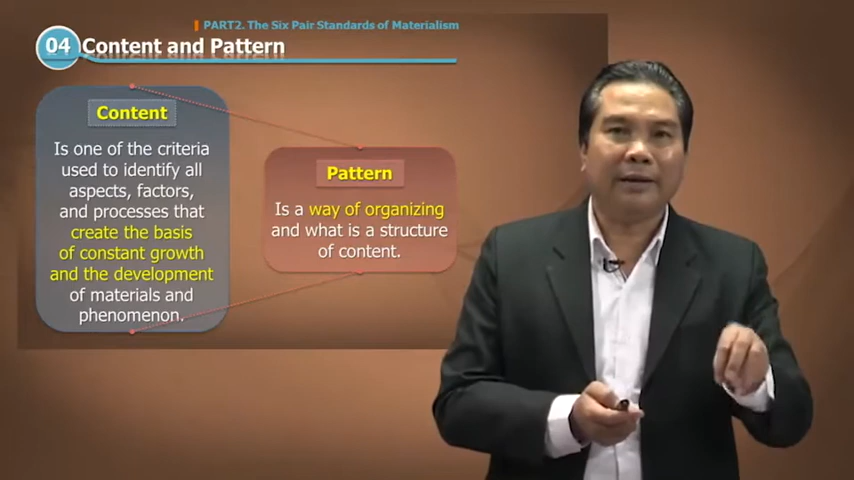 PART2. The Six Pair Standards of Materialism
04 Content and Pattern
Content
Is one of the criteria
used to identify all
aspects, factors,
and processes that
create the basis
of constant growth
and the development
of materials and
phenomenon.
Pattern
Is a way of organizing
and what is a structure
of content.